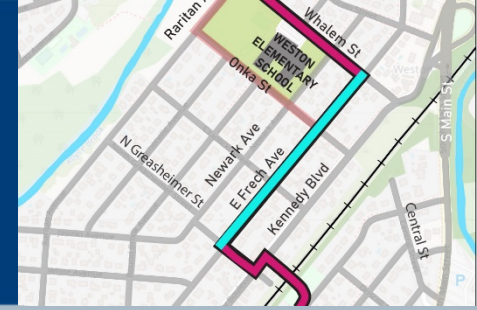 Raritan
Whalem St
WESTON
ELEMENTARY
SCHOOL
Onka St
Weston
S Main St
Newark Ave
N Greasheimer St
E Frech Ave
Kennedy Blvd
Central St
P